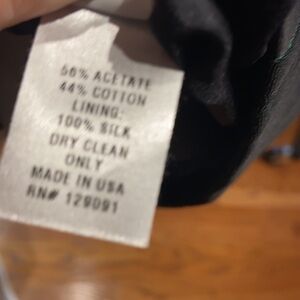 56% ACETATE
44% COTTON
LINING:
100% SILK
DRY CLEAN
ONLY
MADE IN USA
RN# 129091